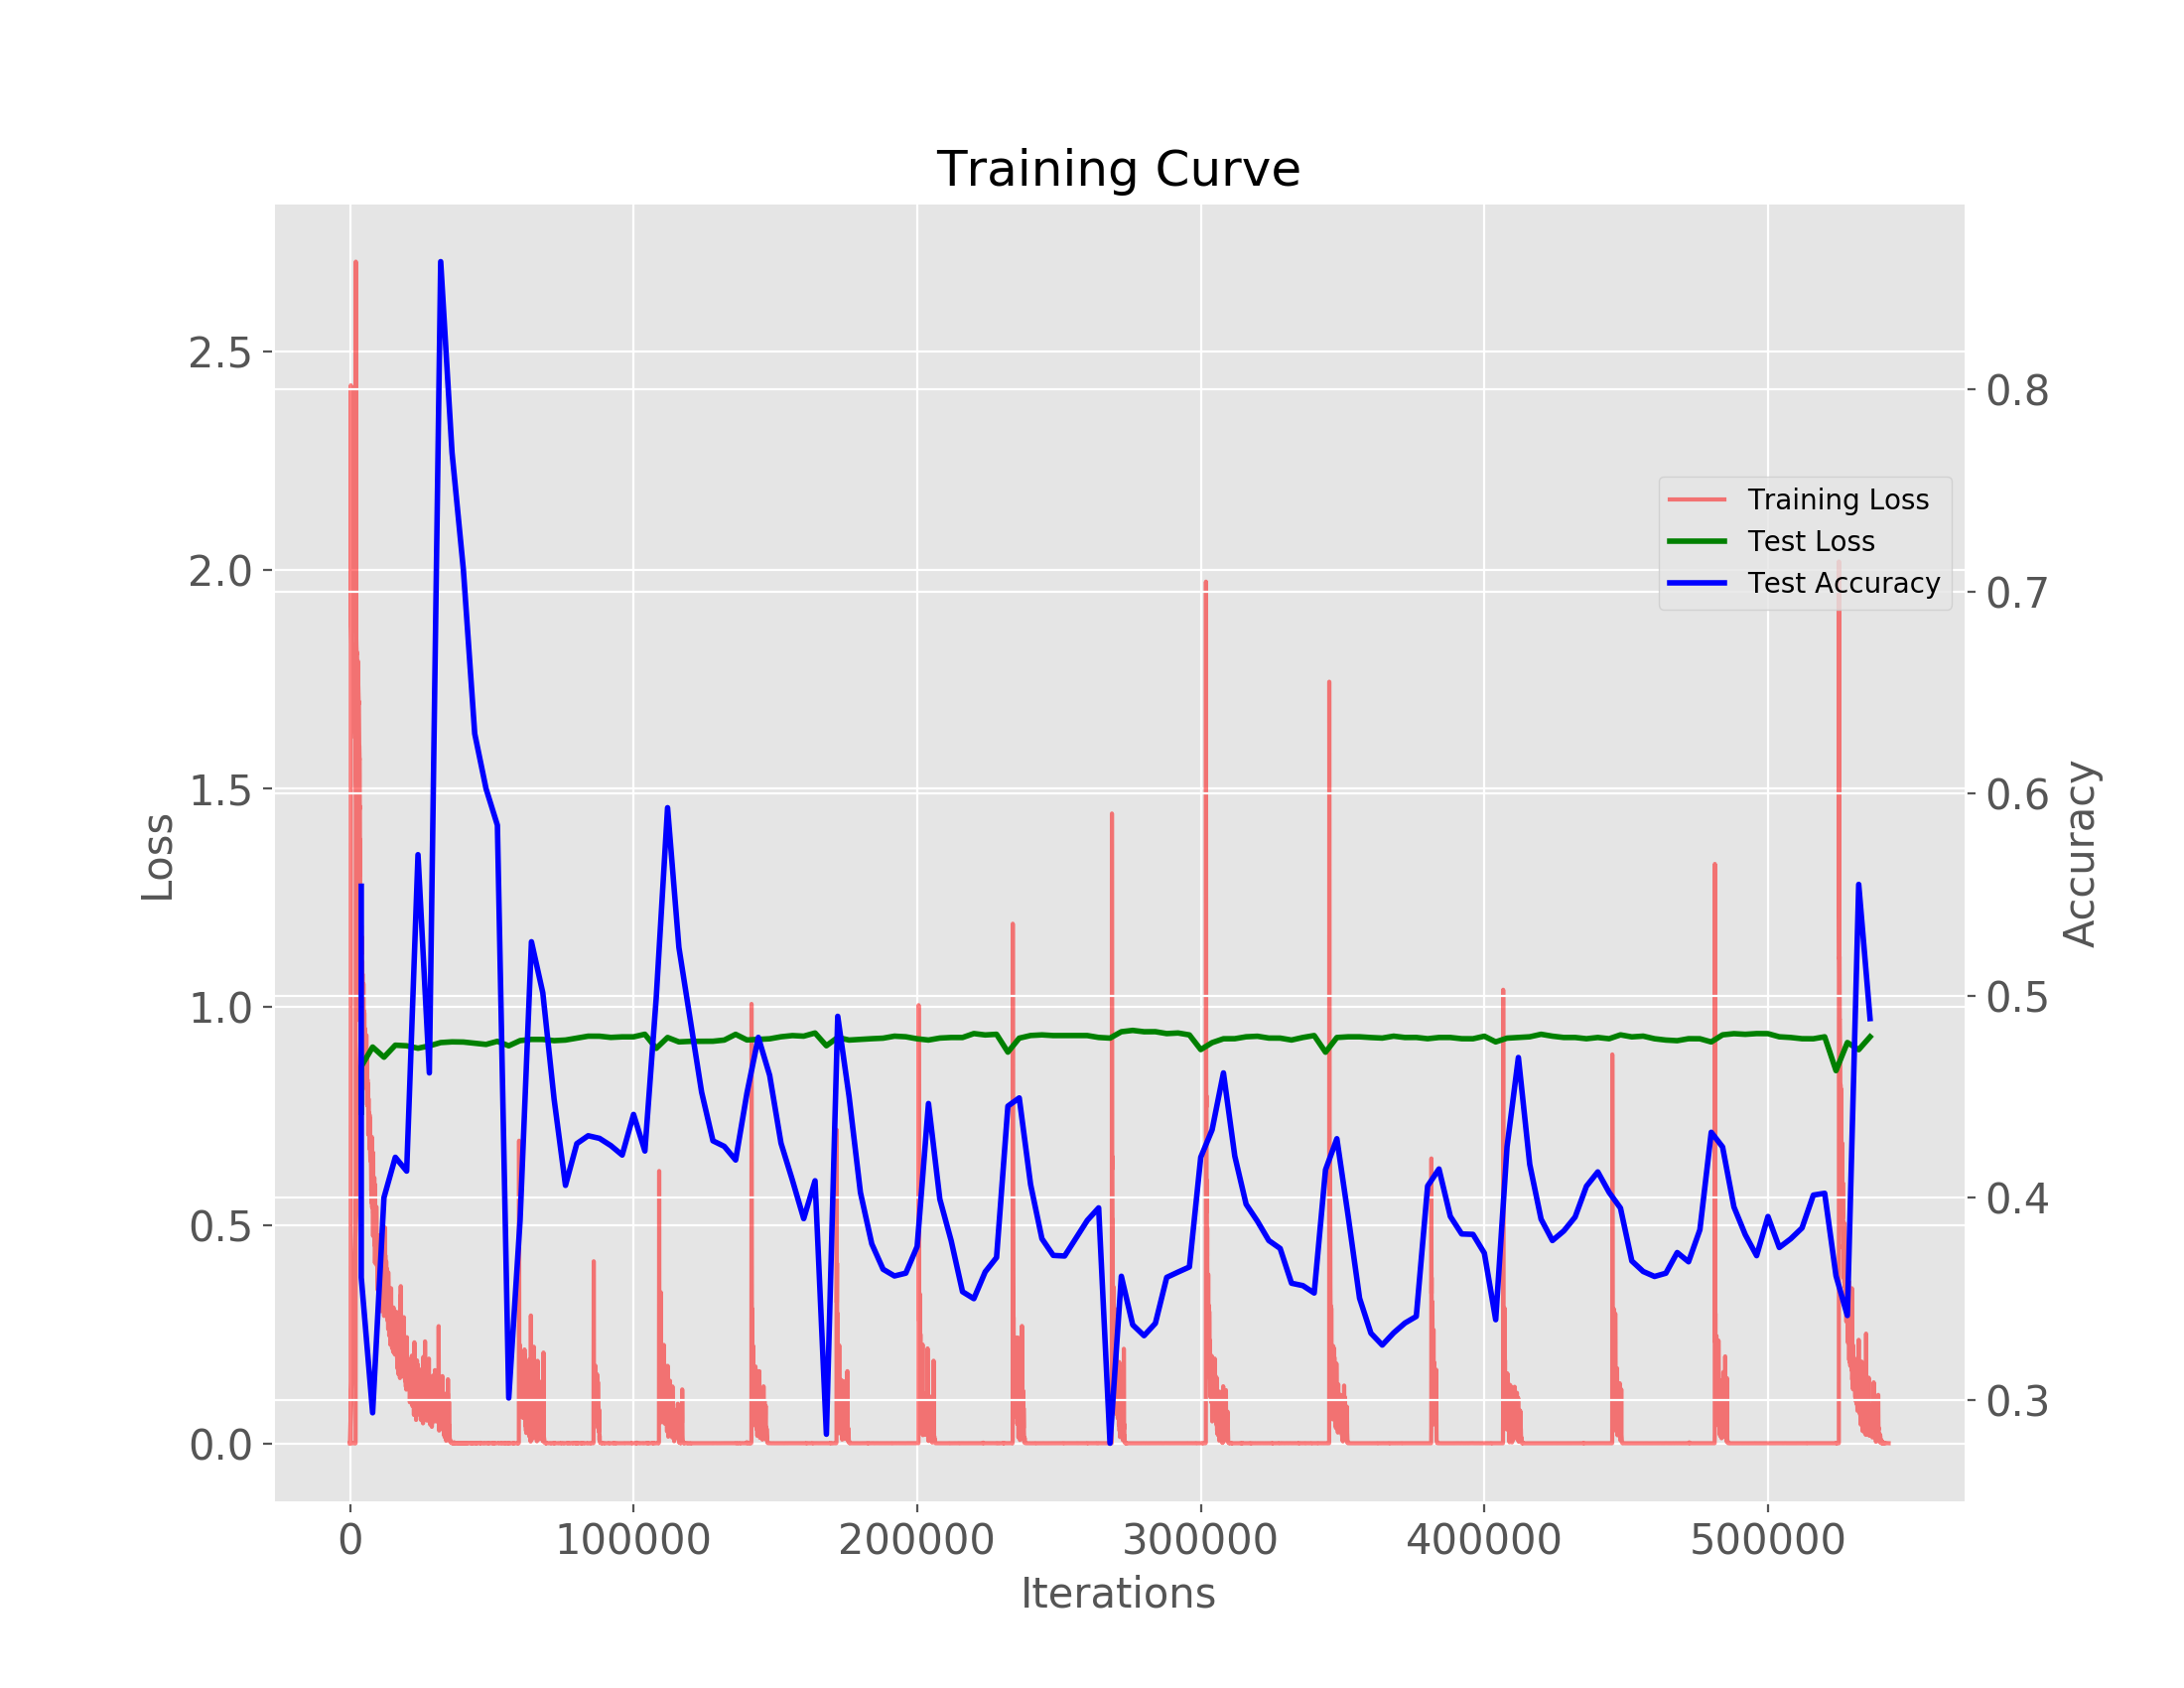 Training Curve
2.5
2.0
1.5
1.0
0.5
0.0
Loss
0.8
0.7
0.6
0.5
0.4
0.3
Accuracy
Training Loss
Test Loss
Test Accuracy
0 100000 200000 300000 400000 500000
Iterations